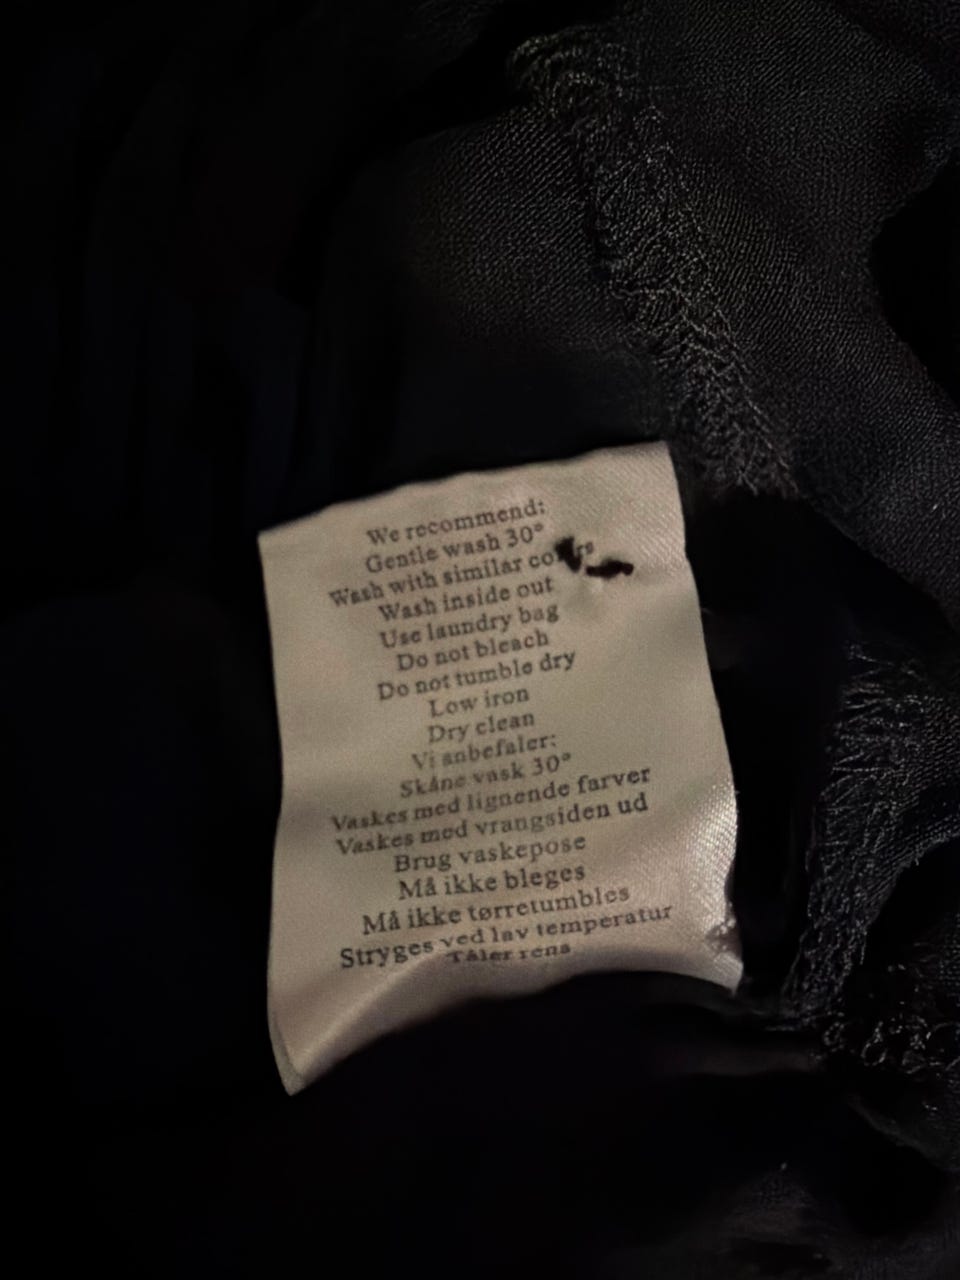 We recommend:
Gentle wash 30°
Wash with similar colors
Wash inside out
Use laundry bag
Do not bleach
Do not tumble dry
Low iron
Dry clean
Vi anbefaler:
Skåne vask 30°
Vaskes med lignende farver
Vaskes med vrangsiden ud
Brug vaskepose
Må ikke bleges
Må ikke tørretumbles
Stryges ved lav temperatur
Tåler rens